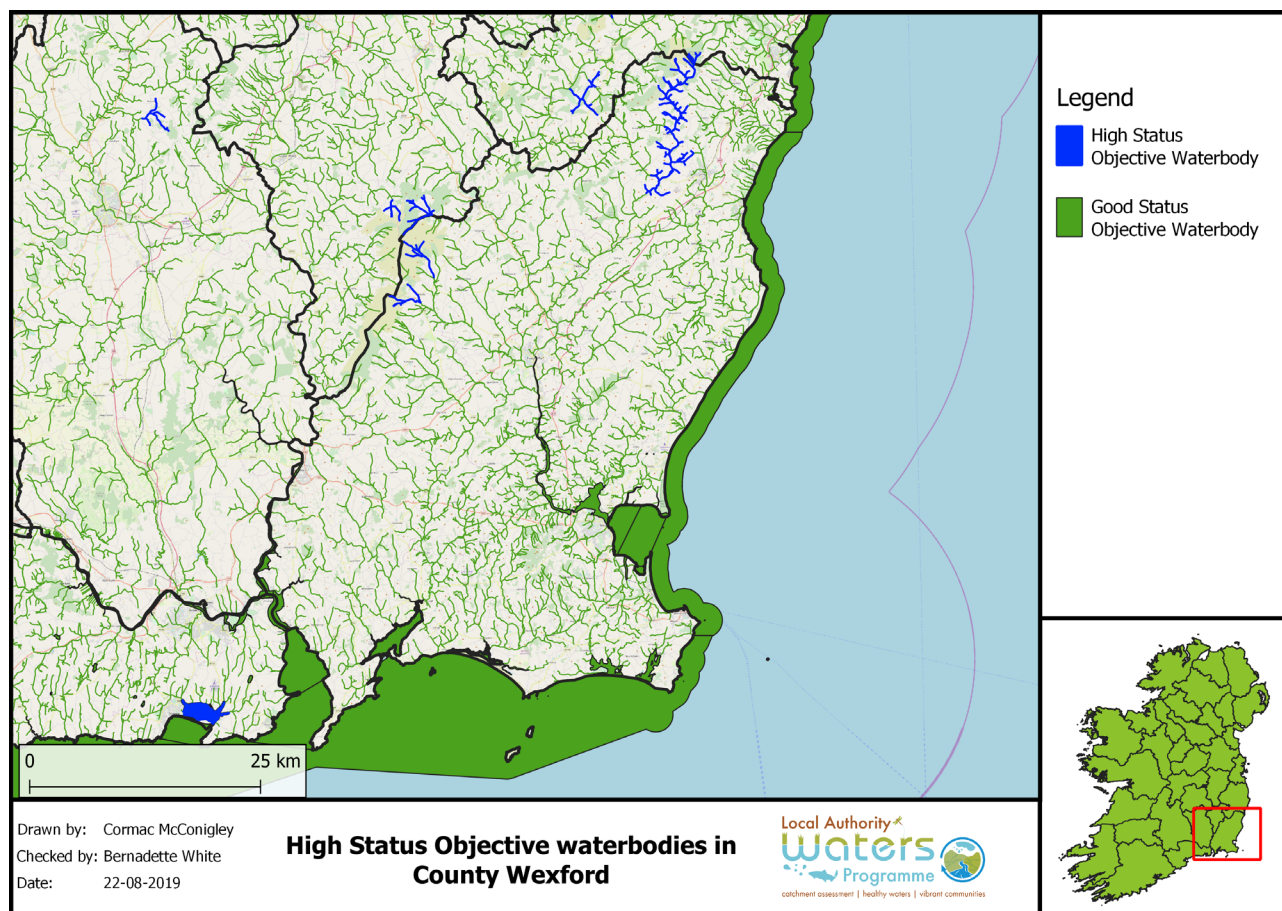 Legend
High Status
Objective Waterbody
Good Status
Objective Waterbody
0 25 km
Drawn by: Cormac McConigley
Checked by: Bernadette White
Date: 22-08-2019
High Status Objective waterbodies in
County Wexford
Local Authority
Waters
Programme
catchment assessment | healthy waters | vibrant communities